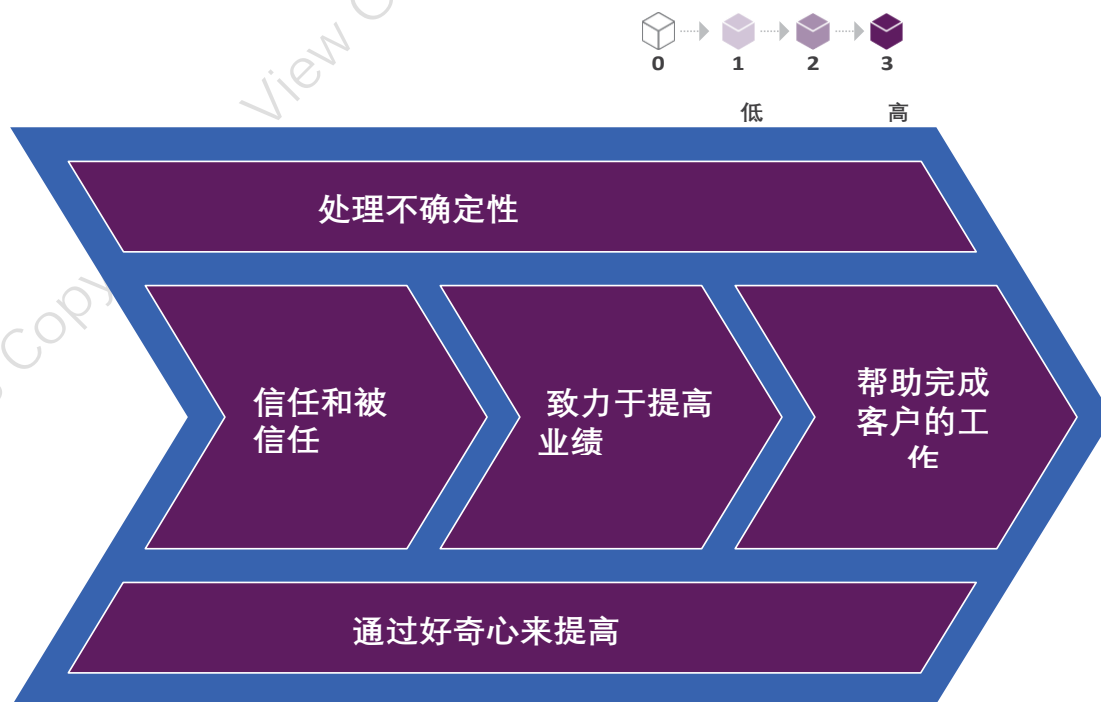 View C
0 1 2 3
低 高
处理不确定性
Copy
信任和被
信任
致力于提高
业绩
帮助完成
客户的工
作
通过好奇心来提高